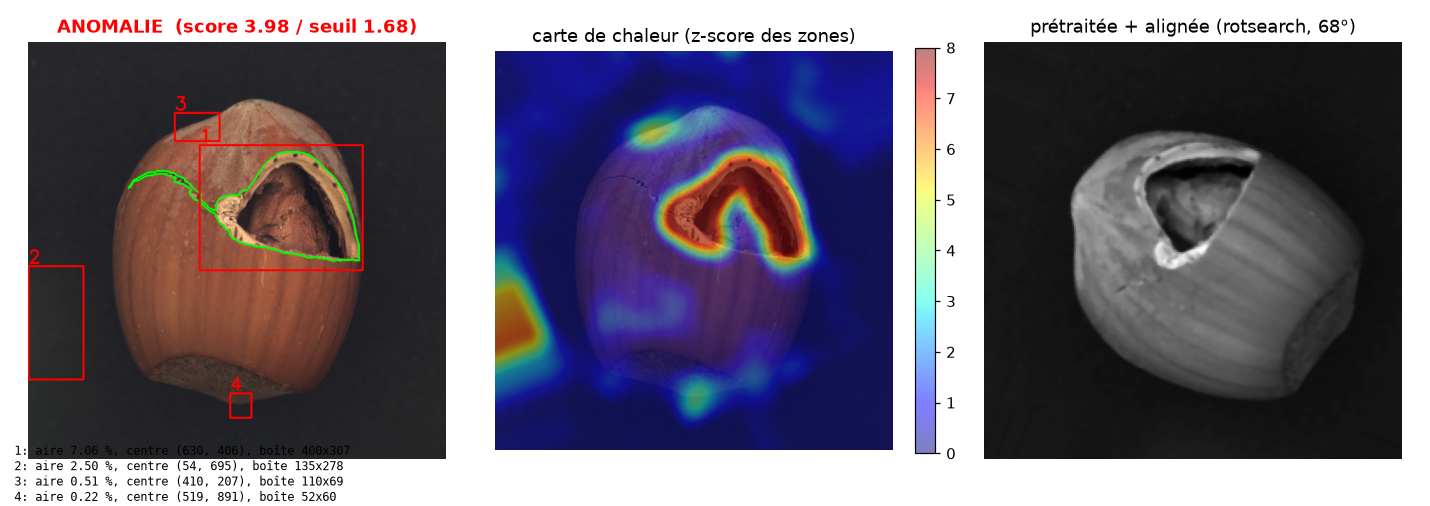 ANOMALIE (score 3.98 / seuil 1.68)
carte de chaleur (z-score des zones)
prétraitée + alignée (rotsearch, 68°)
3
1
2
4
8
7
6
5
4
3
2
1
0
1: aire 7.06 %, centre (630, 406), boîte 400x307
2: aire 2.50 %, centre (54, 695), boîte 135x278
3: aire 0.51 %, centre (410, 207), boîte 110x69
4: aire 0.22 %, centre (519, 891), boîte 52x60